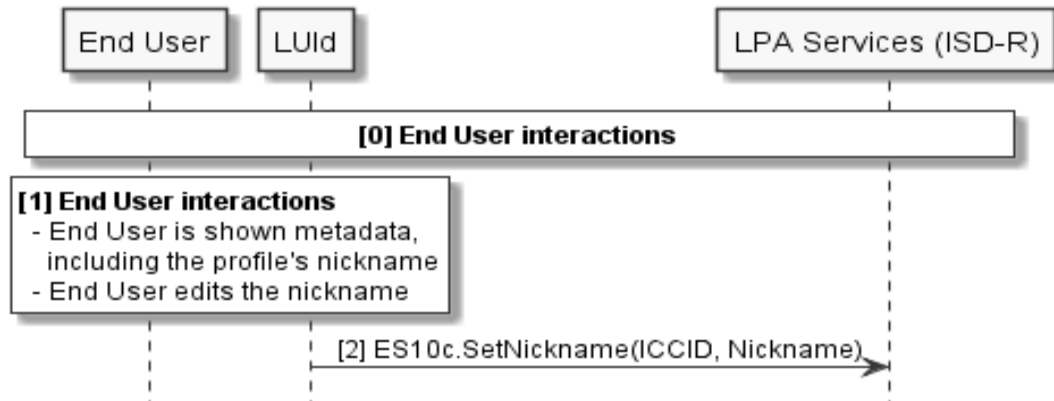 End User
LUId
LPA Services (ISD-R)
[0] End User interactions
[1] End User interactions
- End User is shown metadata,
including the profile's nickname
- End User edits the nickname
[2] ES10c.SetNickname(ICCID, Nickname)